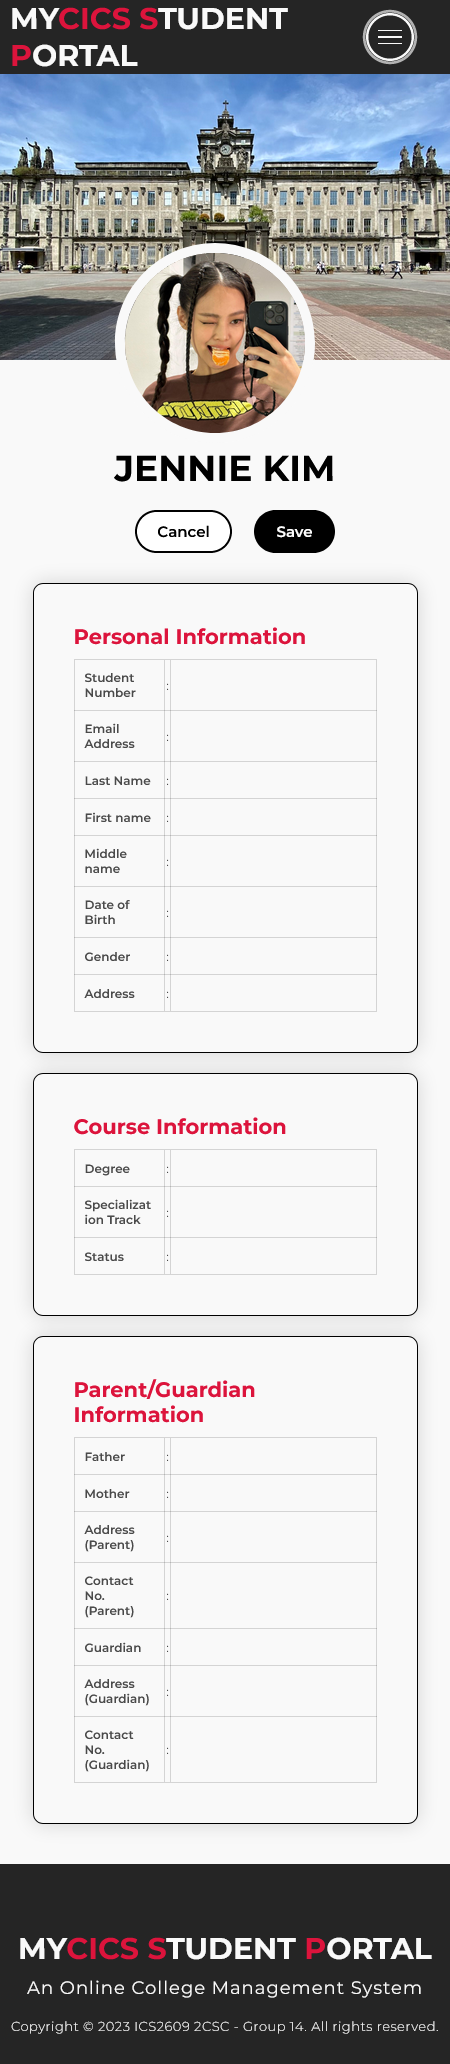 MYCICS STUDENT
PORTAL
JENNIE KIM
Cancel Save
Personal Information
Student
Number :
Email
Address :
Last Name :
First name :
Middle
name :
Date of
Birth :
Gender :
Address :
Course Information
Degree :
Specializat
ion Track :
Status :
Parent/Guardian
Information
Father :
Mother :
Address
(Parent) :
Contact
No. :
(Parent)
Guardian :
Address
(Guardian) :
Contact
No. :
(Guardian)
MYCICS STUDENT PORTAL
An Online College Management System
Copyright © 2023 ICS2609 2CSC - Group 14. All rights reserved.